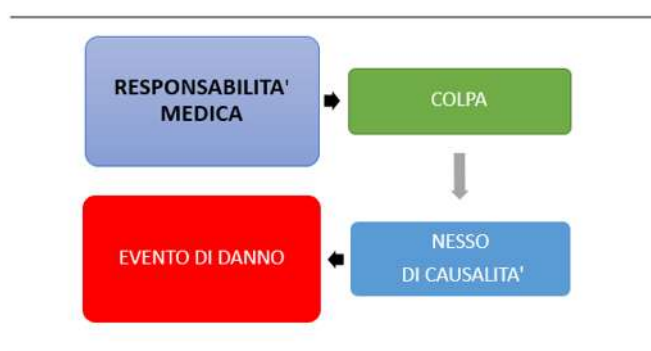 RESPONSABILITA'
MEDICA
COLPA
NESSO
DI CAUSALITA'
EVENTO DI DANNO